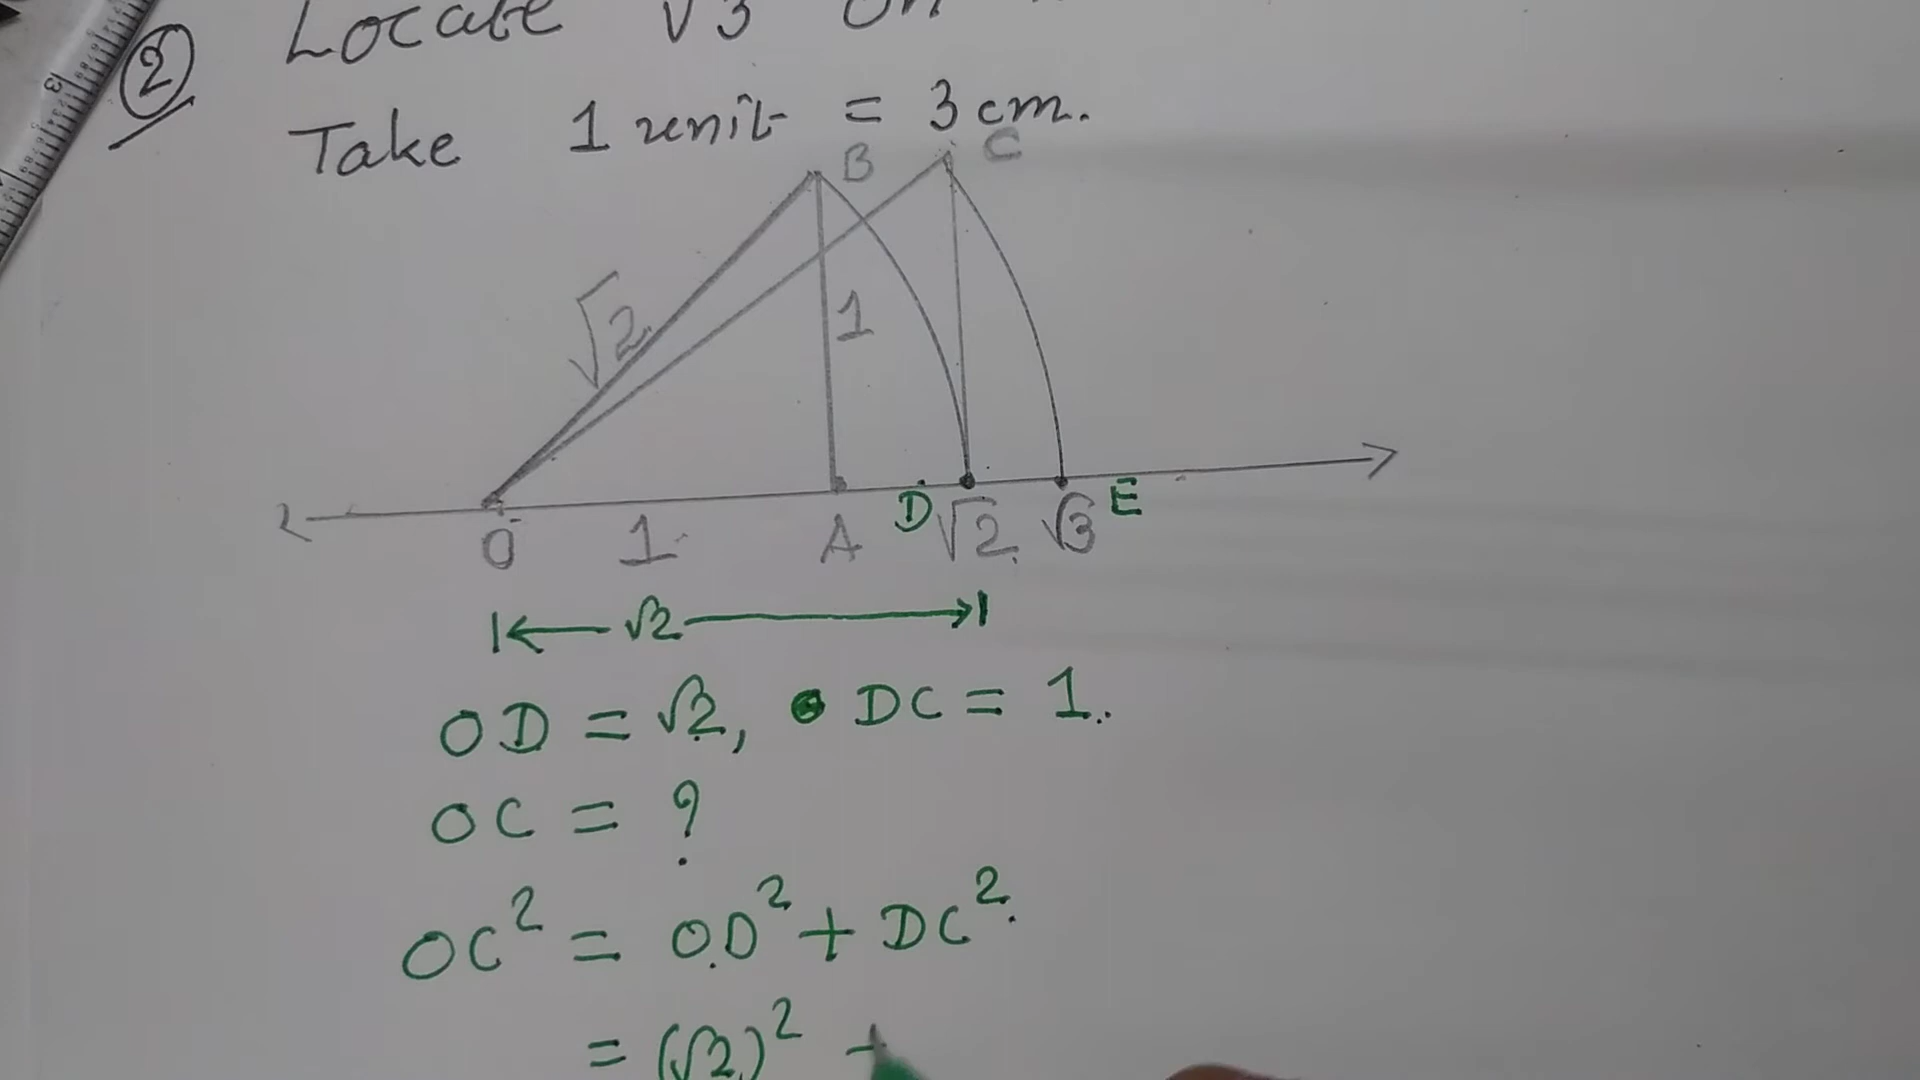 ② Locate √3 on
Take 1 unit = 3 cm.
B C
√2 1
O 1 A D √2 √3 E
√2
OD = √2, DC = 1.
OC = ?
OC² = OD² + DC².
= (√2)² +